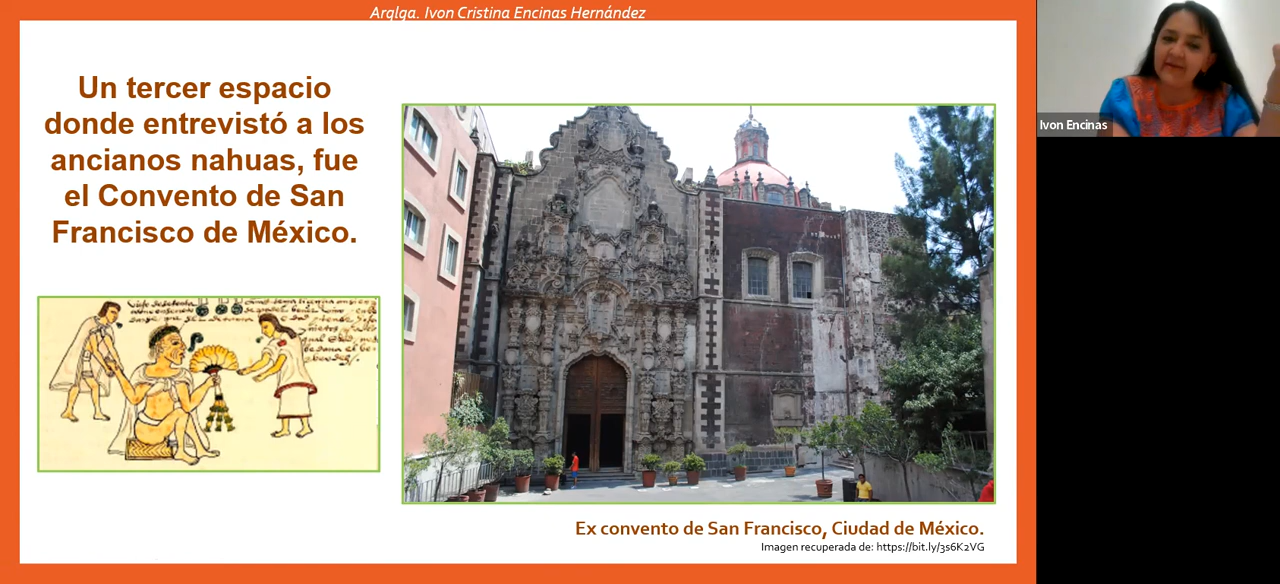 Arqlga. Ivon Cristina Encinas Hernández
Un tercer espacio
donde entrevistó a los
ancianos nahuas, fue
el Convento de San
Francisco de México.
Ex convento de San Francisco, Ciudad de México.
Imagen recuperada de: https://bit.ly/3s6K2VG
Ivon Encinas